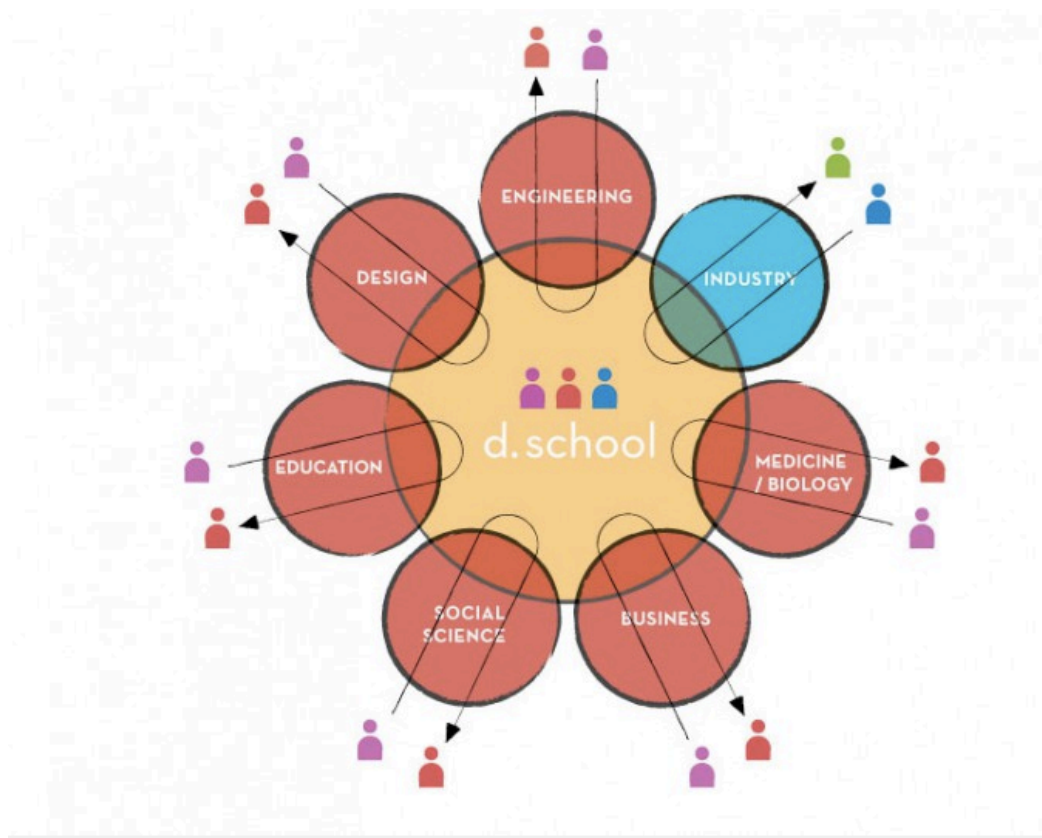 ENGINEERING
DESIGN
INDUSTRY
d.school
EDUCATION
MEDICINE
/ BIOLOGY
SOCIAL
SCIENCE
BUSINESS